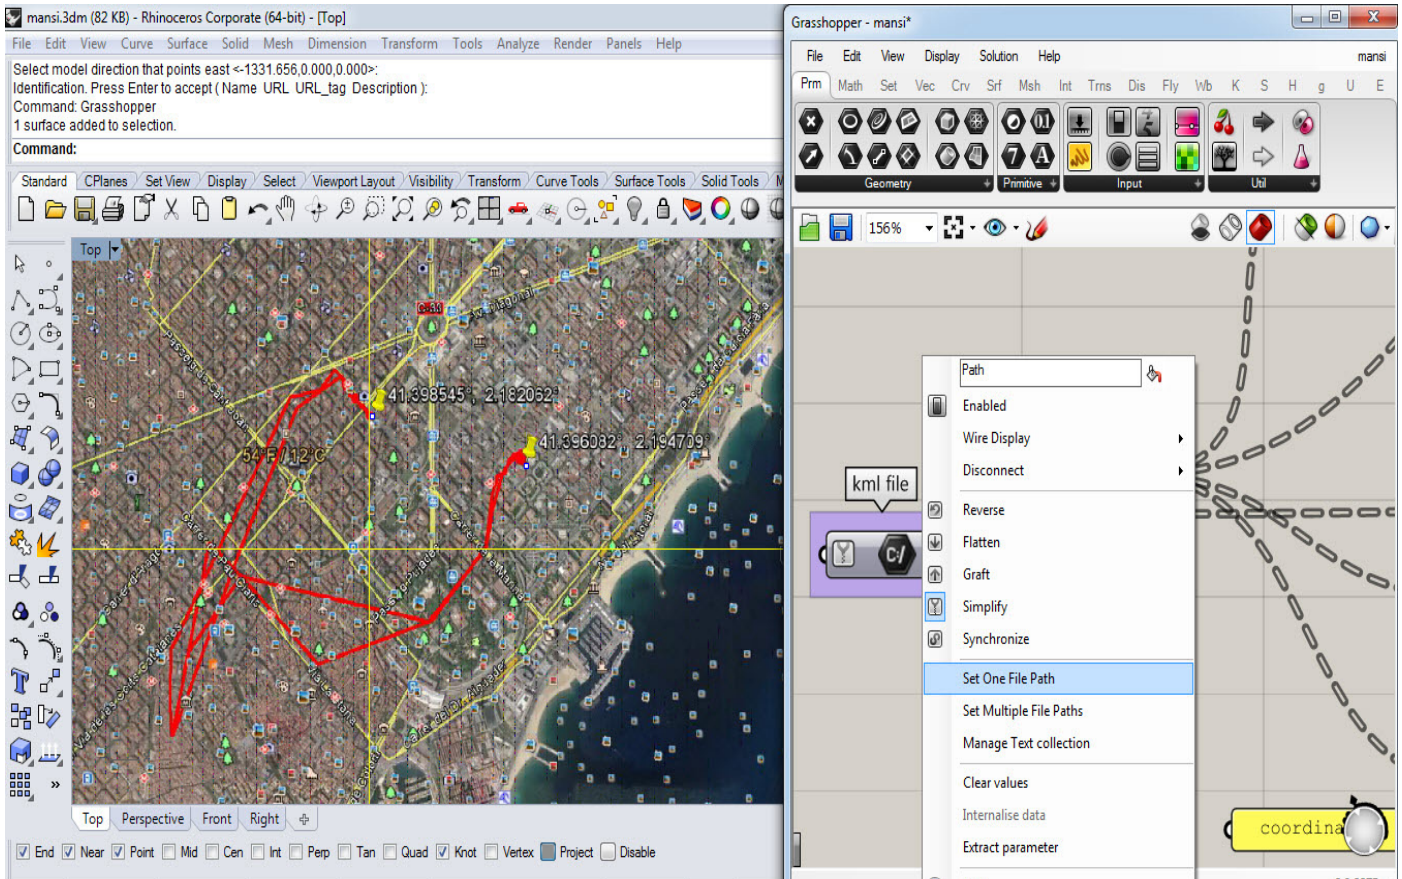 mansi.3dm (82 KB) - Rhinoceros Corporate (64-bit) - [Top]
File Edit View Curve Surface Solid Mesh Dimension Transform Tools Analyze Render Panels Help
Select model direction that points east <-1331.656,0.000,0.000>:
Identification. Press Enter to accept ( Name URL URL_tag Description ):
Command: Grasshopper
1 surface added to selection.
Command:
Standard CPlanes Set View Display Select Viewport Layout Visibility Transform Curve Tools Surface Tools Solid Tools M
Top
C-31
Av. Diagonal
41.398545°, 2.182062°
41.396082°, 2.194709°
54°F / 12°C
Top Perspective Front Right
End Near Point Mid Cen Int Perp Tan Quad Knot Vertex Project Disable
Grasshopper - mansi*
File Edit View Display Solution Help mansi
Prm Math Set Vec Crv Srf Msh Int Trns Dis Fly Wb K S H g U E
Geometry Primitive Input Util
156%
kml file
C:/
Path
Enabled
Wire Display
Disconnect
Reverse
Flatten
Graft
Simplify
Synchronize
Set One File Path
Set Multiple File Paths
Manage Text collection
Clear values
Internalise data
Extract parameter
coordina